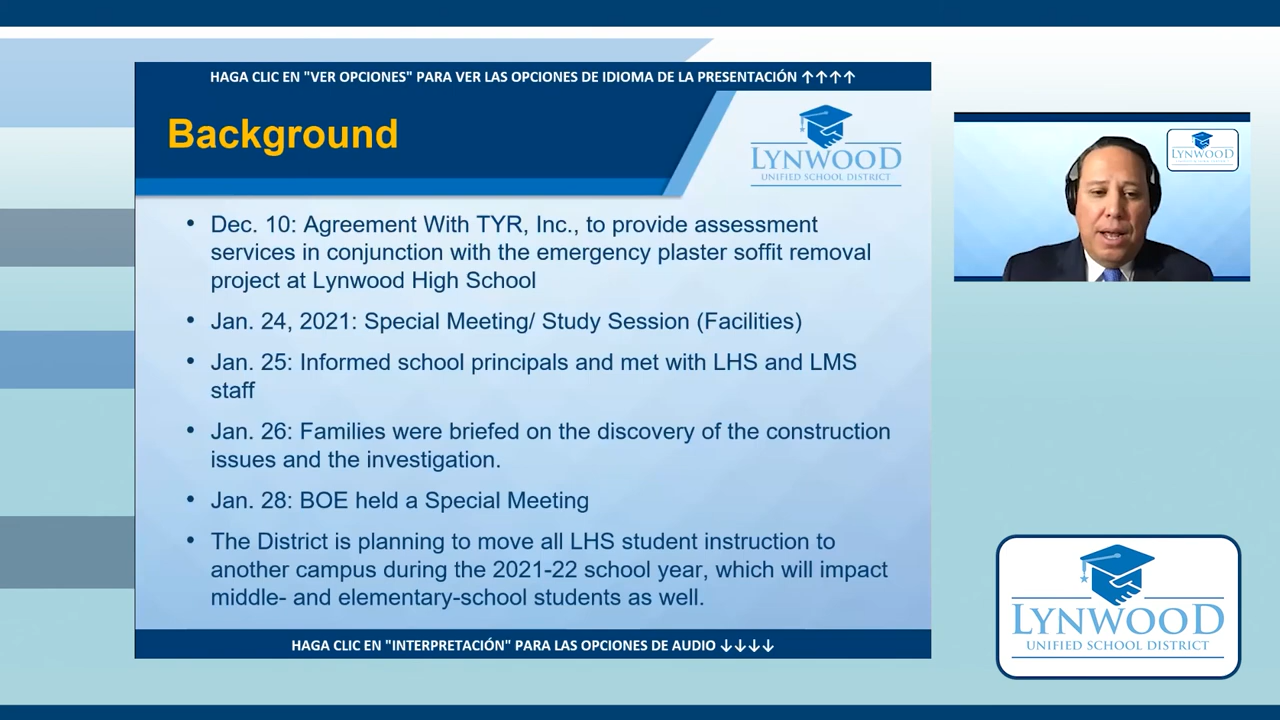 HAGA CLIC EN "VER OPCIONES" PARA VER LAS OPCIONES DE IDIOMA DE LA PRESENTACIÓN ↑↑↑↑
Background
LYNWOOD
UNIFIED SCHOOL DISTRICT
• Dec. 10: Agreement With TYR, Inc., to provide assessment
services in conjunction with the emergency plaster soffit removal
project at Lynwood High School
• Jan. 24, 2021: Special Meeting/ Study Session (Facilities)
• Jan. 25: Informed school principals and met with LHS and LMS
staff
• Jan. 26: Families were briefed on the discovery of the construction
issues and the investigation.
• Jan. 28: BOE held a Special Meeting
• The District is planning to move all LHS student instruction to
another campus during the 2021-22 school year, which will impact
middle- and elementary-school students as well.
HAGA CLIC EN "INTERPRETACIÓN" PARA LAS OPCIONES DE AUDIO ↓↓↓↓
LYNWOOD
LYNWOOD
UNIFIED SCHOOL DISTRICT